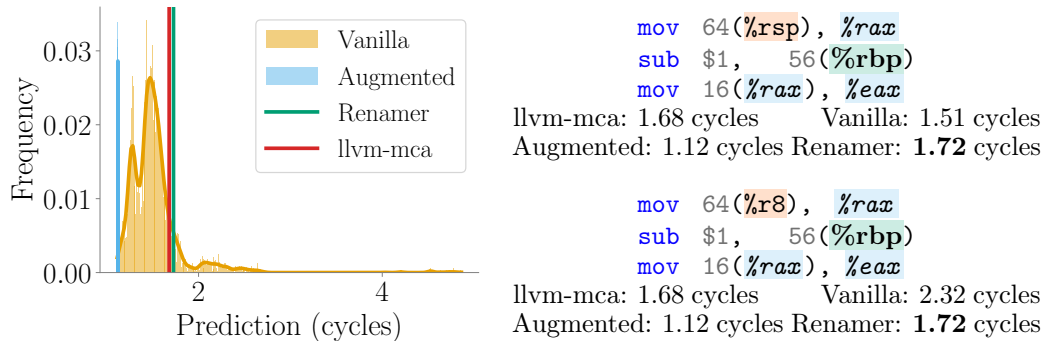 Frequency
0.03
0.02
0.01
0.00
2
4
Prediction (cycles)
Vanilla
Augmented
Renamer
llvm-mca
mov 64(%rsp), %rax
sub $1, 56(%rbp)
mov 16(%rax), %eax
llvm-mca: 1.68 cycles Vanilla: 1.51 cycles
Augmented: 1.12 cycles Renamer: 1.72 cycles
mov 64(%r8), %rax
sub $1, 56(%rbp)
mov 16(%rax), %eax
llvm-mca: 1.68 cycles Vanilla: 2.32 cycles
Augmented: 1.12 cycles Renamer: 1.72 cycles